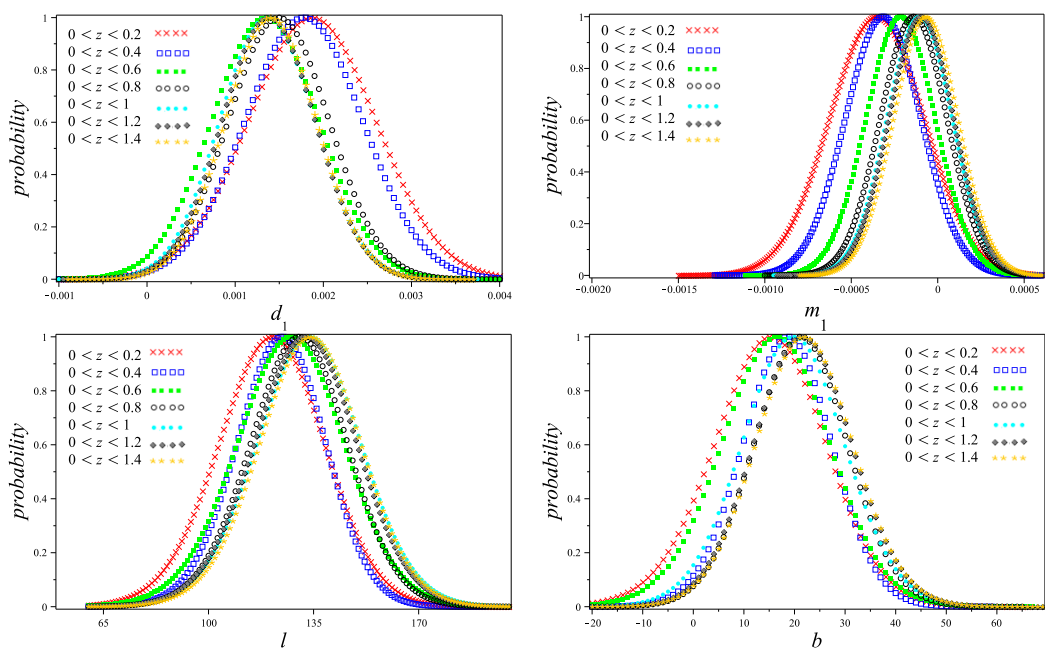 1
0 < z < 0.2
0 < z < 0.4
0.8
0 < z < 0.6
0 < z < 0.8
0.6
0 < z < 1
0 < z < 1.2
0 < z < 1.4
0.4
0.2
0
probability
-0.001 0 0.001 0.002 0.003 0.004
d
1
1
0 < z < 0.2
0 < z < 0.4
0.8
0 < z < 0.6
0 < z < 0.8
0.6
0 < z < 1
0 < z < 1.2
0 < z < 1.4
0.4
0.2
0
probability
−0.0020 −0.0015 −0.0010 −0.0005 0 0.0005
m
1
1
0 < z < 0.2
0 < z < 0.4
0.8
0 < z < 0.6
0 < z < 0.8
0 < z < 1
0.6
0 < z < 1.2
0 < z < 1.4
0.4
0.2
0
probability
65 100 135 170
l
1
0 < z < 0.2
0 < z < 0.4
0.8
0 < z < 0.6
0 < z < 0.8
0 < z < 1
0.6
0 < z < 1.2
0 < z < 1.4
0.4
0.2
0
probability
−20 −10 0 10 20 30 40 50 60
b